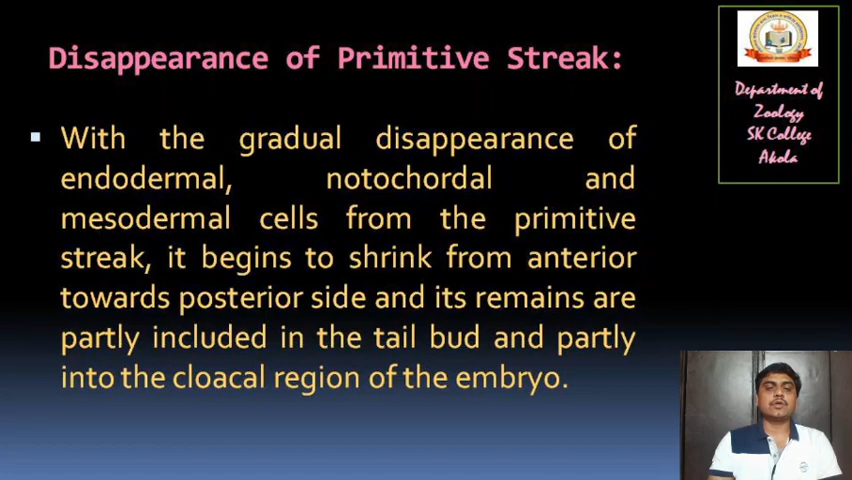 Disappearance of Primitive Streak:
With the gradual disappearance of
endodermal, notochordal and
mesodermal cells from the primitive
streak, it begins to shrink from anterior
towards posterior side and its remains are
partly included in the tail bud and partly
into the cloacal region of the embryo.
Department of
Zoology
SK College
Akola